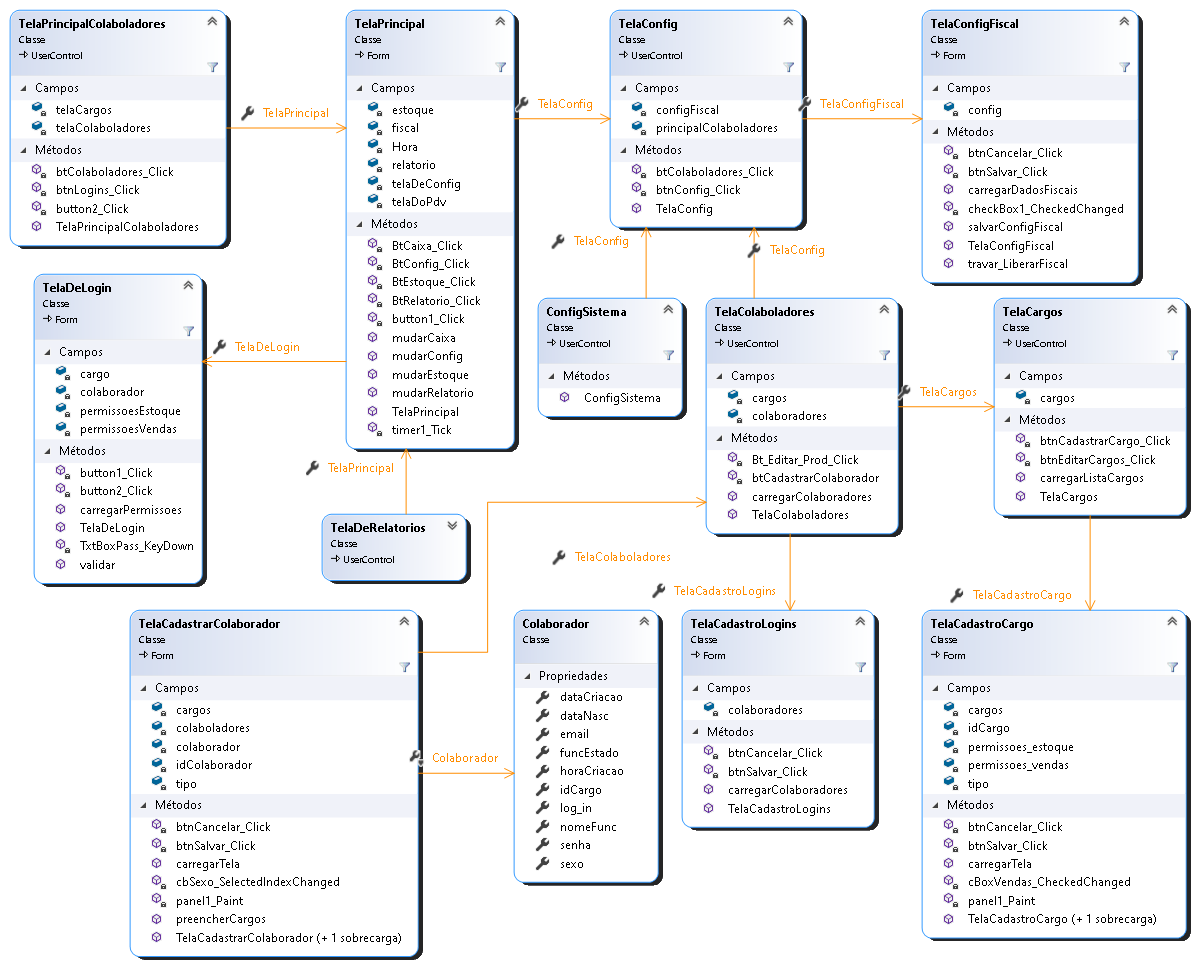 TelaPrincipalColaboladores
Classe
UserControl
Campos
telaCargos
telaColaboladores
Métodos
btColaboladores_Click
btnLogins_Click
button2_Click
TelaPrincipalColaboladores
TelaPrincipal
TelaPrincipal
Classe
Form
Campos
estoque
fiscal
Hora
relatorio
telaDeConfig
telaDoPdv
Métodos
BtCaixa_Click
BtConfig_Click
BtEstoque_Click
BtRelatorio_Click
button1_Click
mudarCaixa
mudarConfig
mudarEstoque
mudarRelatorio
TelaPrincipal
timer1_Tick
TelaConfig
TelaConfig
Classe
UserControl
Campos
configFiscal
principalColaboladores
Métodos
btColaboladores_Click
btnConfig_Click
TelaConfig
TelaConfigFiscal
TelaConfigFiscal
Classe
Form
Campos
config
Métodos
btnCancelar_Click
btnSalvar_Click
carregarDadosFiscais
checkBox1_CheckedChanged
salvarConfigFiscal
TelaConfigFiscal
travar_LiberarFiscal
TelaConfig
TelaConfig
TelaDeLogin
Classe
Form
Campos
cargo
colaborador
permissoesEstoque
permissoesVendas
Métodos
button1_Click
button2_Click
carregarPermissoes
TelaDeLogin
TxtBoxPass_KeyDown
validar
TelaDeLogin
ConfigSistema
Classe
UserControl
Métodos
ConfigSistema
TelaColaboladores
Classe
UserControl
Campos
cargos
colaboradores
Métodos
Bt_Editar_Prod_Click
btCadastrarColaborador
carregarColaboradores
TelaColaboladores
TelaCargos
TelaCargos
Classe
UserControl
Campos
cargos
Métodos
btnCadastrarCargo_Click
btnEditarCargos_Click
carregarListaCargos
TelaCargos
TelaPrincipal
TelaDeRelatorios
Classe
UserControl
TelaColaboladores
TelaCadastroLogins
TelaCadastroCargo
TelaCadastrarColaborador
Classe
Form
Campos
cargos
colaboladores
colaborador
idColaborador
tipo
Métodos
btnCancelar_Click
btnSalvar_Click
carregarTela
cbSexo_SelectedIndexChanged
panel1_Paint
preencherCargos
TelaCadastrarColaborador (+ 1 sobrecarga)
Colaborador
Colaborador
Classe
Propriedades
dataCriacao
dataNasc
email
funcEstado
horaCriacao
idCargo
log_in
nomeFunc
senha
sexo
TelaCadastroLogins
Classe
Form
Campos
colaboradores
Métodos
btnCancelar_Click
btnSalvar_Click
carregarColaboradores
TelaCadastroLogins
TelaCadastroCargo
Classe
Form
Campos
cargos
idCargo
permissoes_estoque
permissoes_vendas
tipo
Métodos
btnCancelar_Click
btnSalvar_Click
carregarTela
cBoxVendas_CheckedChanged
panel1_Paint
TelaCadastroCargo (+ 1 sobrecarga)